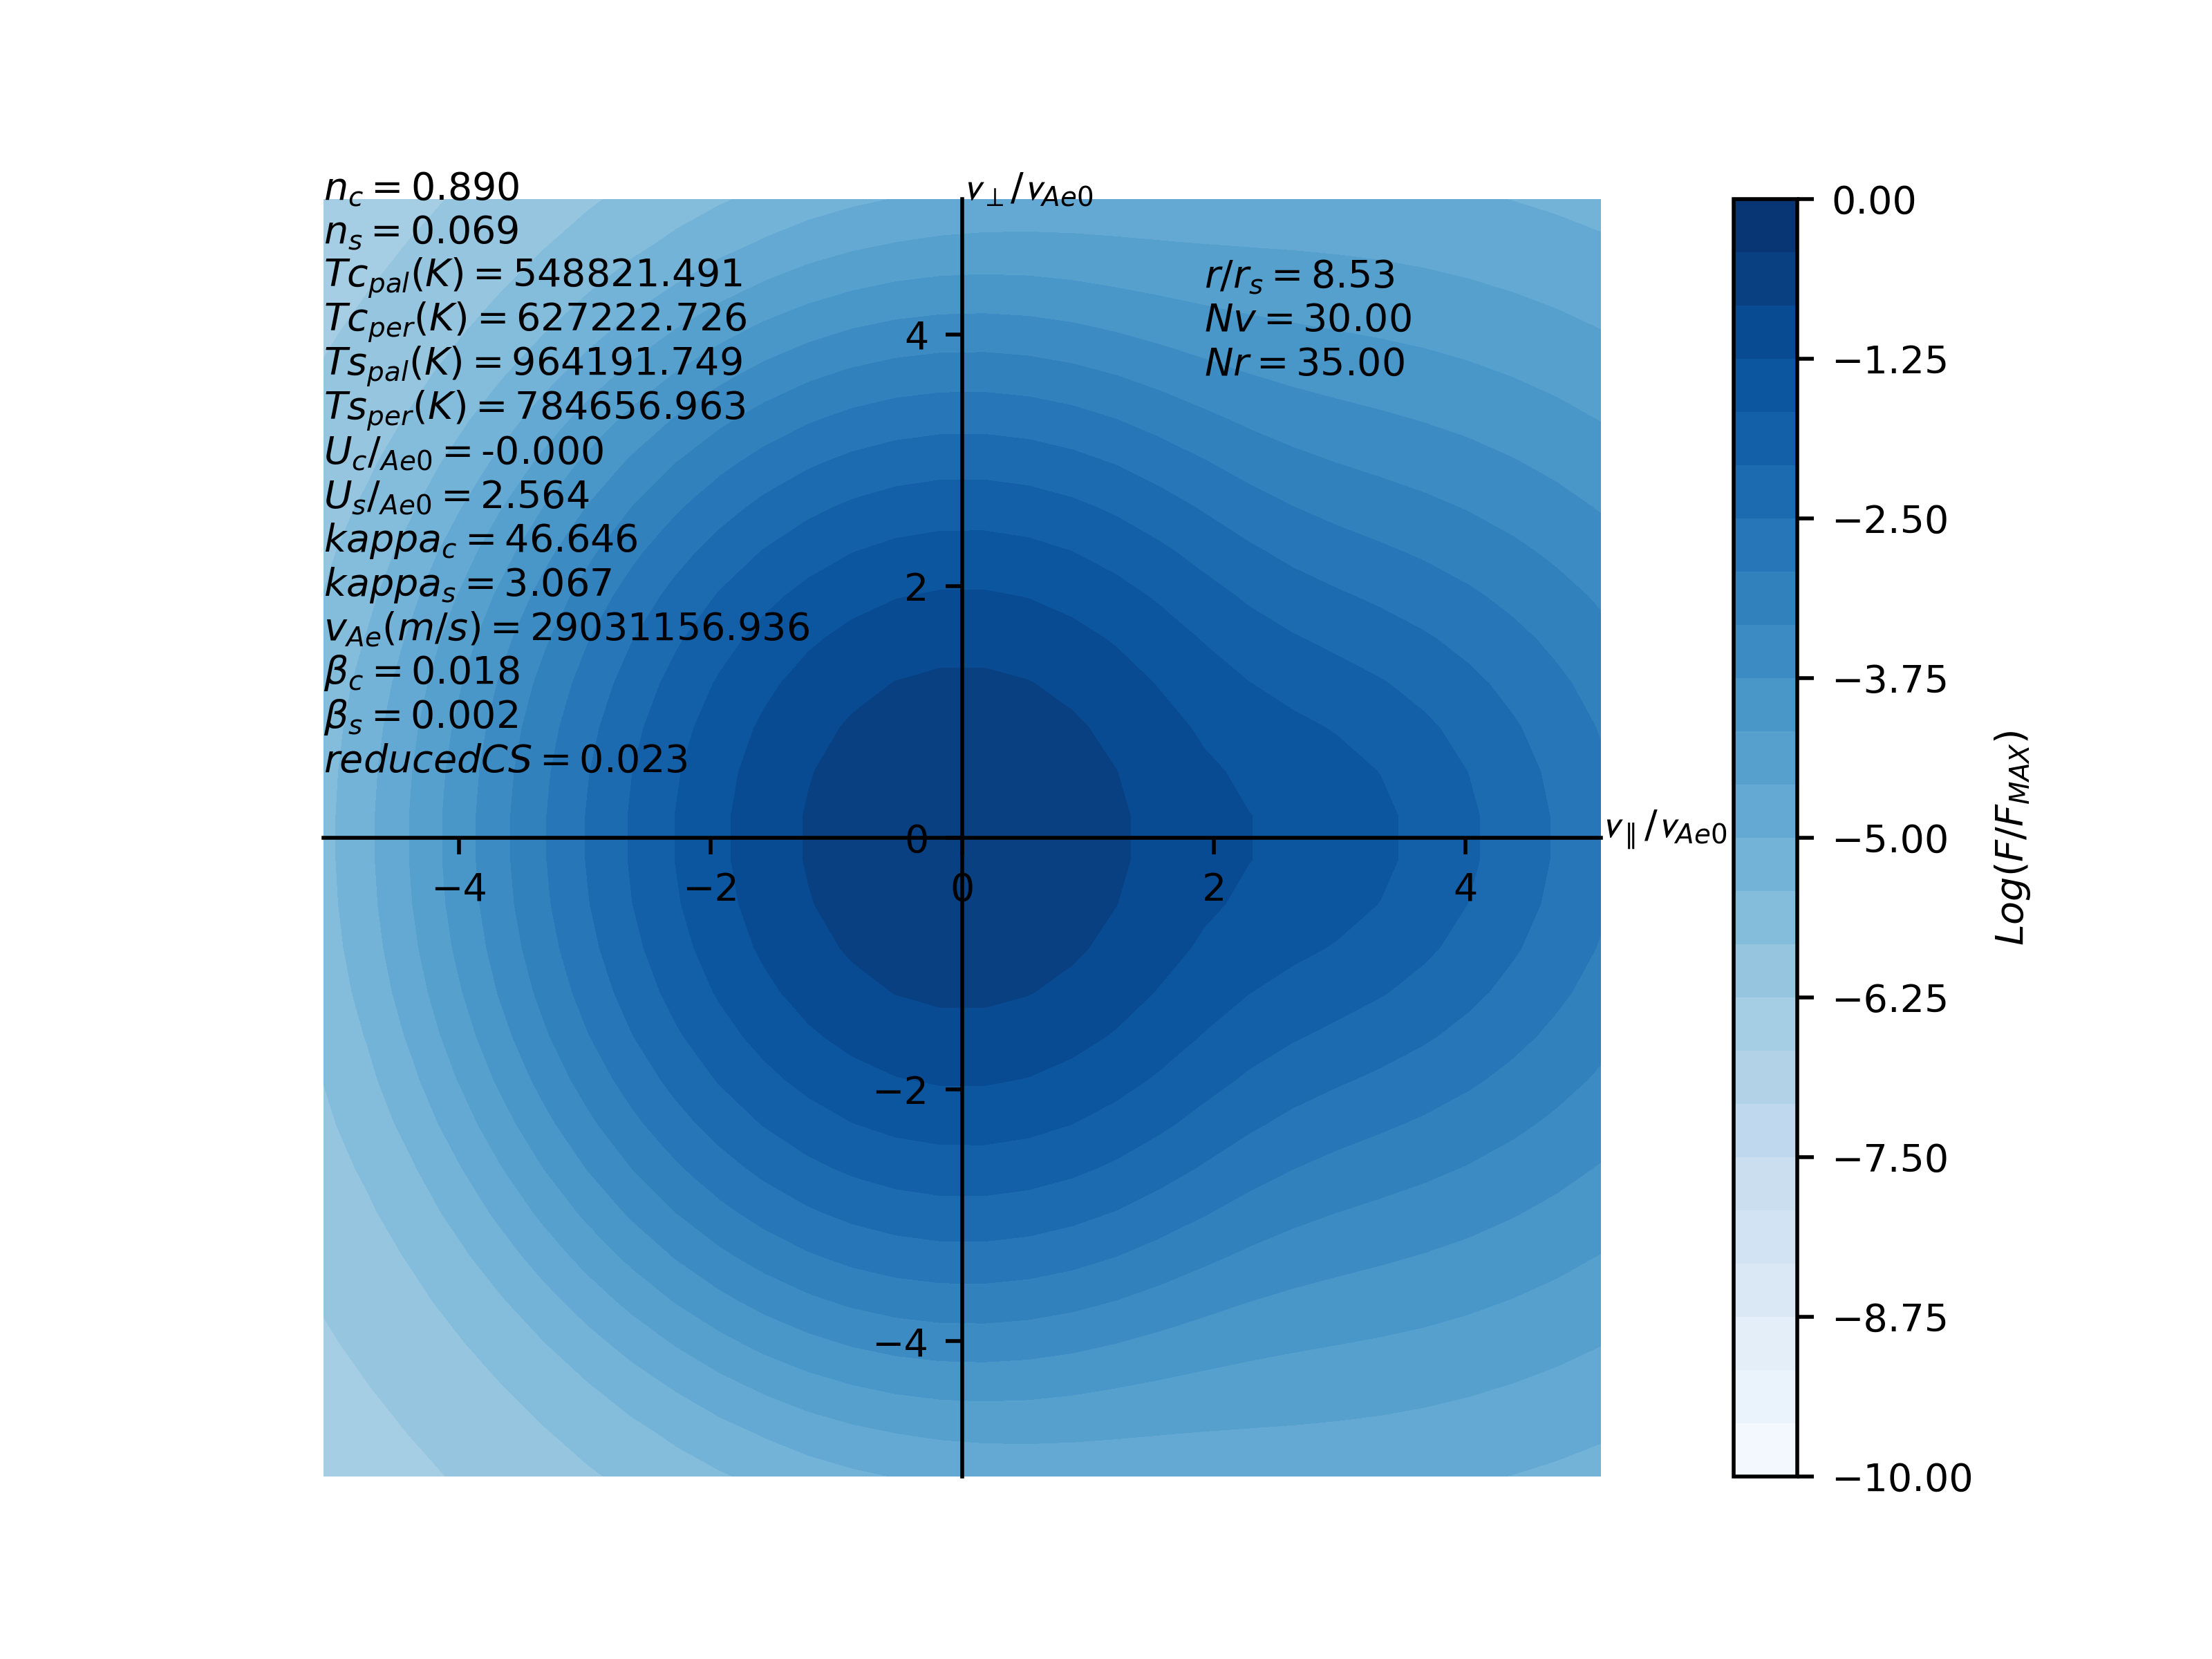 n_c = 0.890
n_s = 0.069
Tc_pal(K) = 548821.491
Tc_per(K) = 627222.726
Ts_pal(K) = 964191.749
Ts_per(K) = 784656.963
U_c/_Ae0 = -0.000
U_s/_Ae0 = 2.564
kappa_c = 46.646
kappa_s = 3.067
v_Ae(m/s) = 29031156.936
β_c = 0.018
β_s = 0.002
reducedCS = 0.023
v_⊥/v_Ae0
r/r_s = 8.53
Nv = 30.00
Nr = 35.00
4
2
0
−2
−4
−4
−2
0
2
4
v_∥/v_Ae0
0.00
−1.25
−2.50
−3.75
−5.00
−6.25
−7.50
−8.75
−10.00
Log(F/F_MAX)